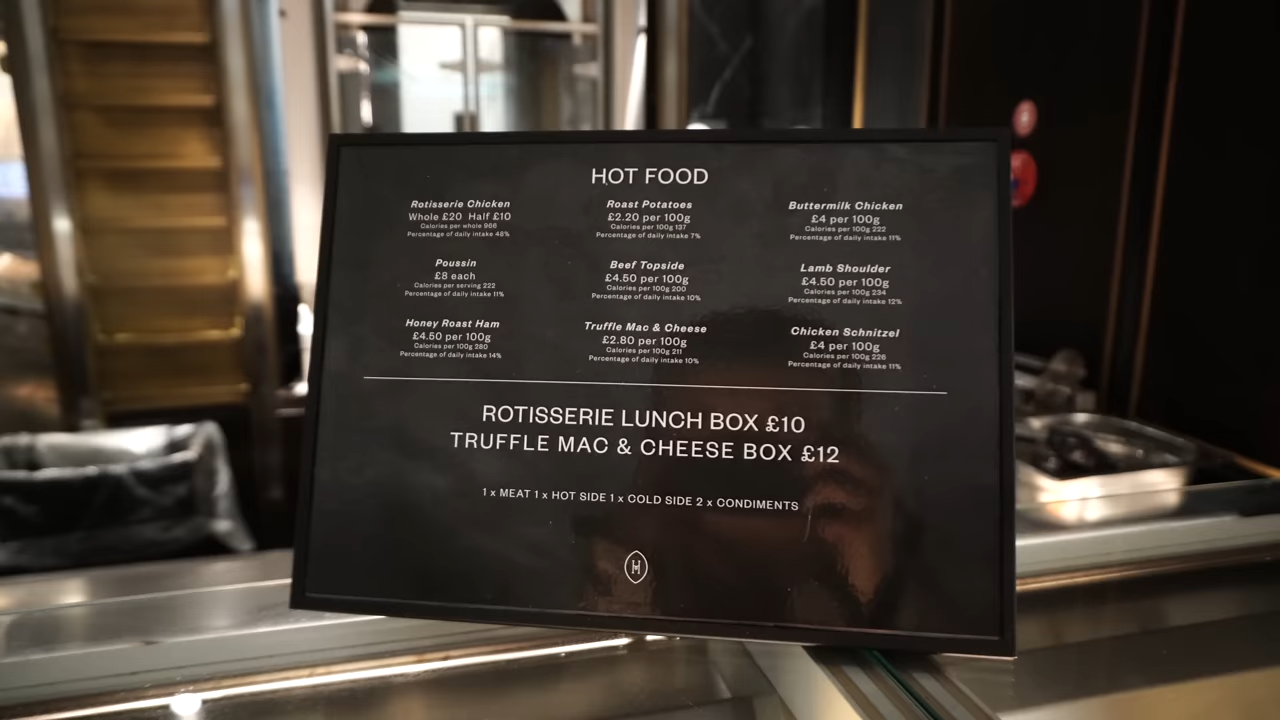 HOT FOOD
Rotisserie Chicken
Whole £20 Half £10
Calories per whole 966
Percentage of daily intake 48%
Roast Potatoes
£2.20 per 100g
Calories per 100g 137
Percentage of daily intake 7%
Buttermilk Chicken
£4 per 100g
Calories per 100g 222
Percentage of daily intake 11%
Poussin
£8 each
Calories per serving 222
Percentage of daily intake 11%
Beef Topside
£4.50 per 100g
Calories per 100g 200
Percentage of daily intake 10%
Lamb Shoulder
£4.50 per 100g
Calories per 100g 234
Percentage of daily intake 12%
Honey Roast Ham
£4.50 per 100g
Calories per 100g 280
Percentage of daily intake 14%
Truffle Mac & Cheese
£2.80 per 100g
Calories per 100g 211
Percentage of daily intake 10%
Chicken Schnitzel
£4 per 100g
Calories per 100g 226
Percentage of daily intake 11%
ROTISSERIE LUNCH BOX £10
TRUFFLE MAC & CHEESE BOX £12
1 x MEAT 1 x HOT SIDE 1 x COLD SIDE 2 x CONDIMENTS
H